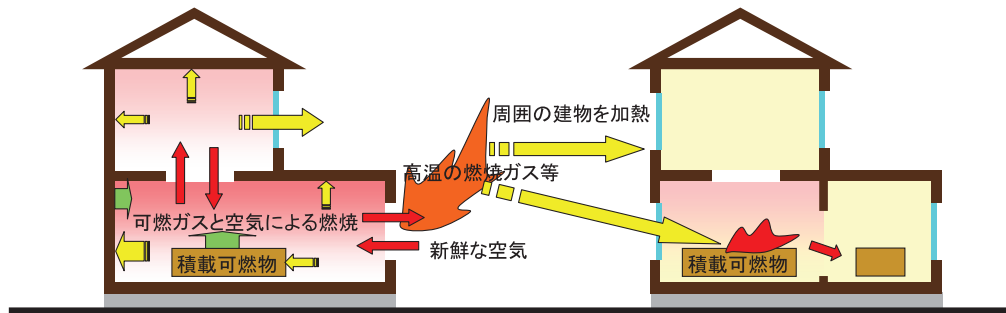 周囲の建物を加熱
高温の燃焼ガス等
可燃ガスと空気による燃焼
新鮮な空気
積載可燃物
積載可燃物